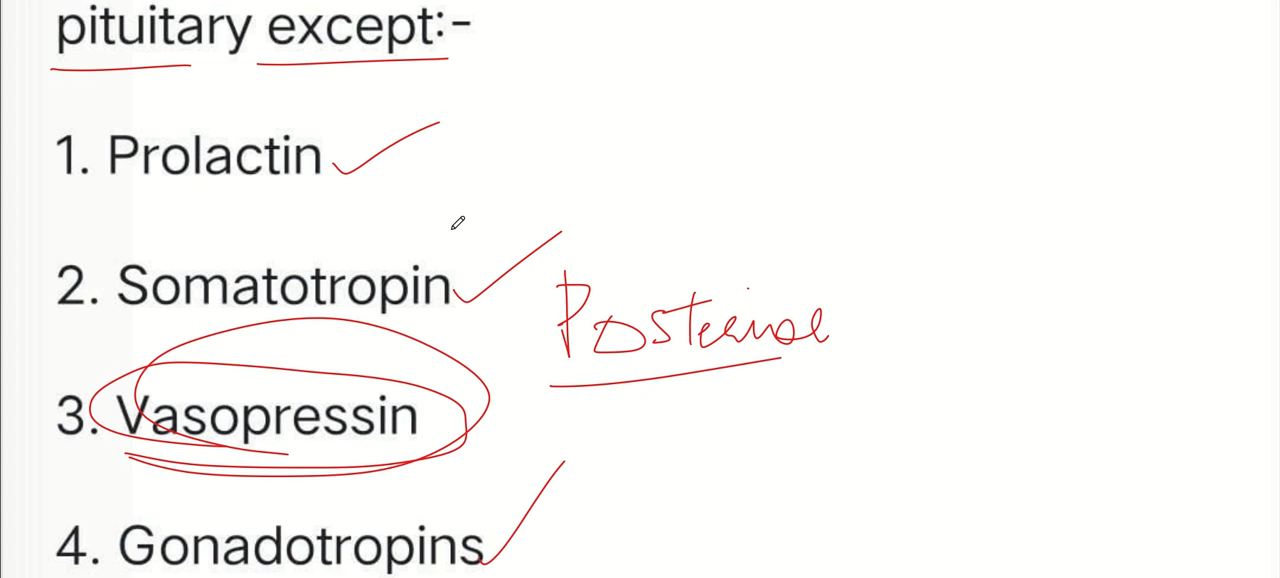 pituitary except:-
1. Prolactin
2. Somatotropin
Posterior
3. Vasopressin
4. Gonadotropins